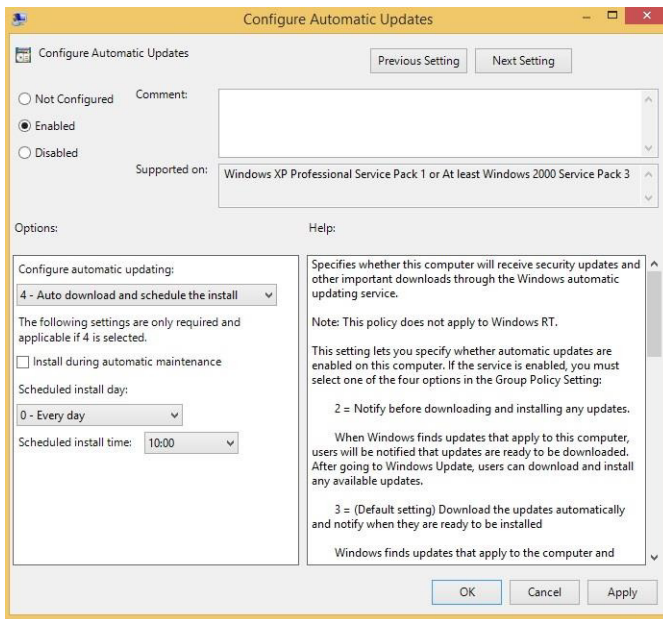 Configure Automatic Updates
Configure Automatic Updates
Previous Setting
Next Setting
Not Configured
Enabled
Disabled
Comment:
Supported on:
Windows XP Professional Service Pack 1 or At least Windows 2000 Service Pack 3
Options:
Help:
Configure automatic updating:
4 - Auto download and schedule the install
The following settings are only required and
applicable if 4 is selected.
Install during automatic maintenance
Scheduled install day:
0 - Every day
Scheduled install time:
10:00
Specifies whether this computer will receive security updates and
other important downloads through the Windows automatic
updating service.
Note: This policy does not apply to Windows RT.
This setting lets you specify whether automatic updates are
enabled on this computer. If the service is enabled, you must
select one of the four options in the Group Policy Setting:
2 = Notify before downloading and installing any updates.
When Windows finds updates that apply to this computer,
users will be notified that updates are ready to be downloaded.
After going to Windows Update, users can download and install
any available updates.
3 = (Default setting) Download the updates automatically
and notify when they are ready to be installed
Windows finds updates that apply to the computer and
OK
Cancel
Apply